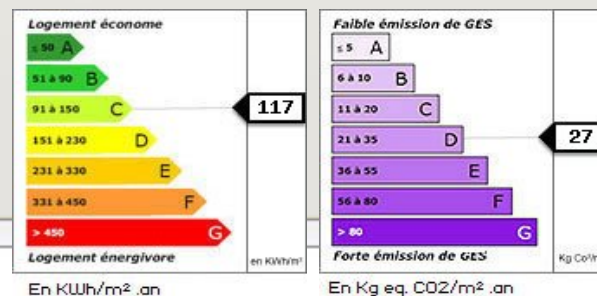 Logement économe
≤ 50 A
51 à 90 B
91 à 150 C
117
151 à 230 D
231 à 330 E
331 à 450 F
> 450 G
Logement énergivore
en KWh/m²
En KWh/m² .an
Faible émission de GES
≤ 5 A
6 à 10 B
11 à 20 C
21 à 35 D
27
36 à 55 E
56 à 80 F
> 80 G
Forte émission de GES
Kg
En Kg eq. CO2/m² .an